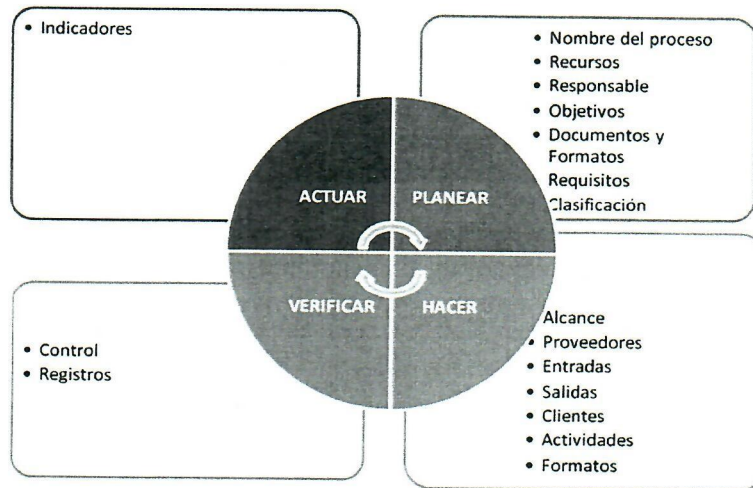 • Indicadores
• Nombre del proceso
• Recursos
• Responsable
• Objetivos
• Documentos y
Formatos
Requisitos
Clasificación
ACTUAR
PLANEAR
VERIFICAR
HACER
• Control
• Registros
Alcance
• Proveedores
• Entradas
• Salidas
• Clientes
• Actividades
• Formatos